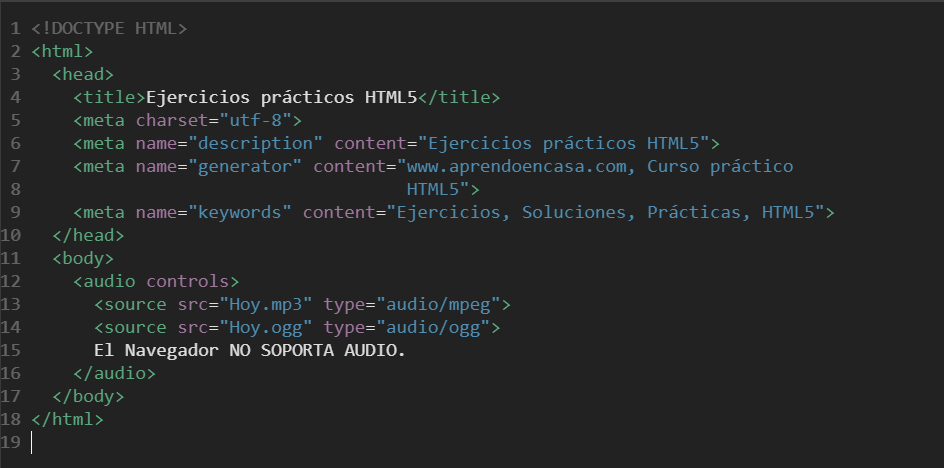 1 <!DOCTYPE HTML>
2 <html>
3   <head>
4     <title>Ejercicios prácticos HTML5</title>
5     <meta charset="utf-8">
6     <meta name="description" content="Ejercicios prácticos HTML5">
7     <meta name="generator" content="www.aprendoencasa.com, Curso práctico
8                                     HTML5">
9     <meta name="keywords" content="Ejercicios, Soluciones, Prácticas, HTML5">
10   </head>
11   <body>
12     <audio controls>
13       <source src="Hoy.mp3" type="audio/mpeg">
14       <source src="Hoy.ogg" type="audio/ogg">
15       El Navegador NO SOPORTA AUDIO.
16     </audio>
17   </body>
18 </html>
19